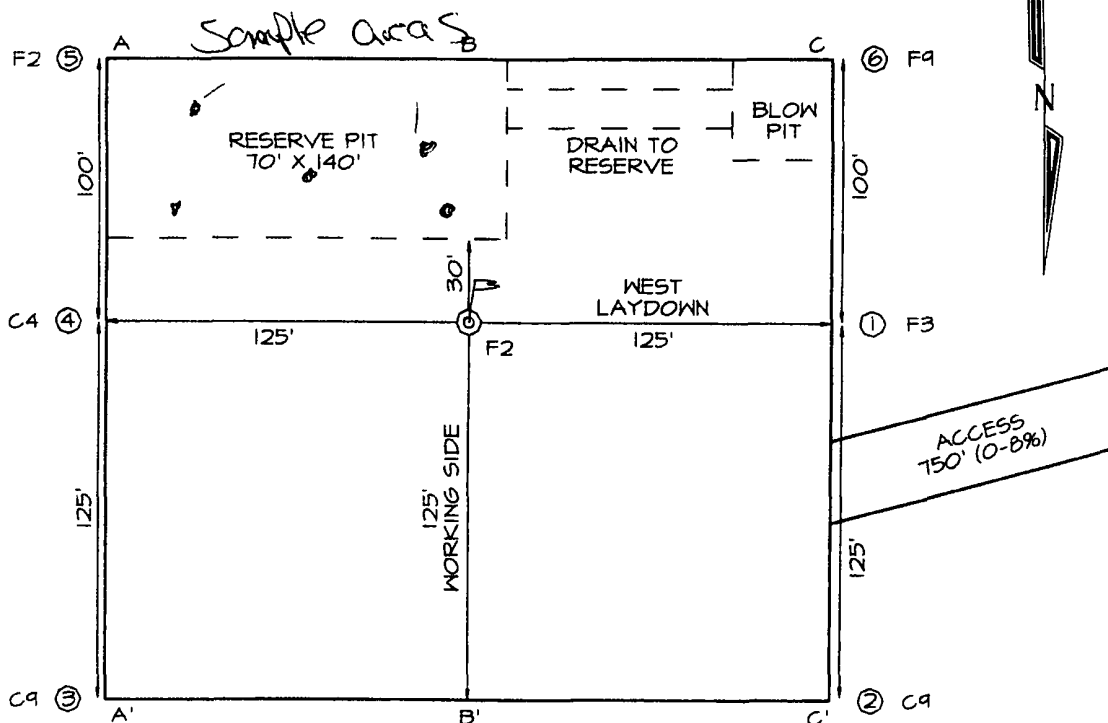 Sample areas
A B C
F2 ⑤ ⑥ F9
N
RESERVE PIT
70' X 140'
DRAIN TO
RESERVE
BLOW
PIT
100'
100'
30'
WEST
LAYDOWN
C4 ④ ① F3
125' 125'
F2
ACCESS
750' (0-8%)
125'
125'
WORKING SIDE
125'
C9 ③ ② C9
A' B' C'